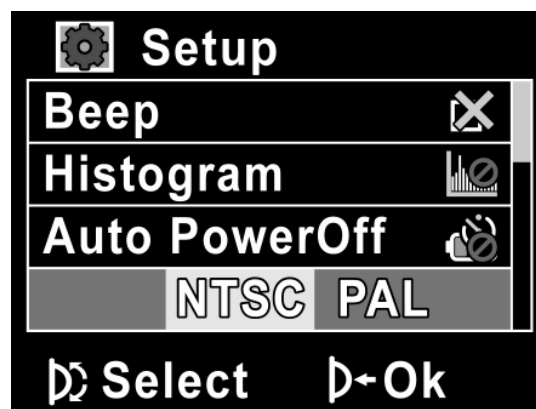 Setup
Beep
Histogram
Auto PowerOff
NTSC PAL
Select Ok